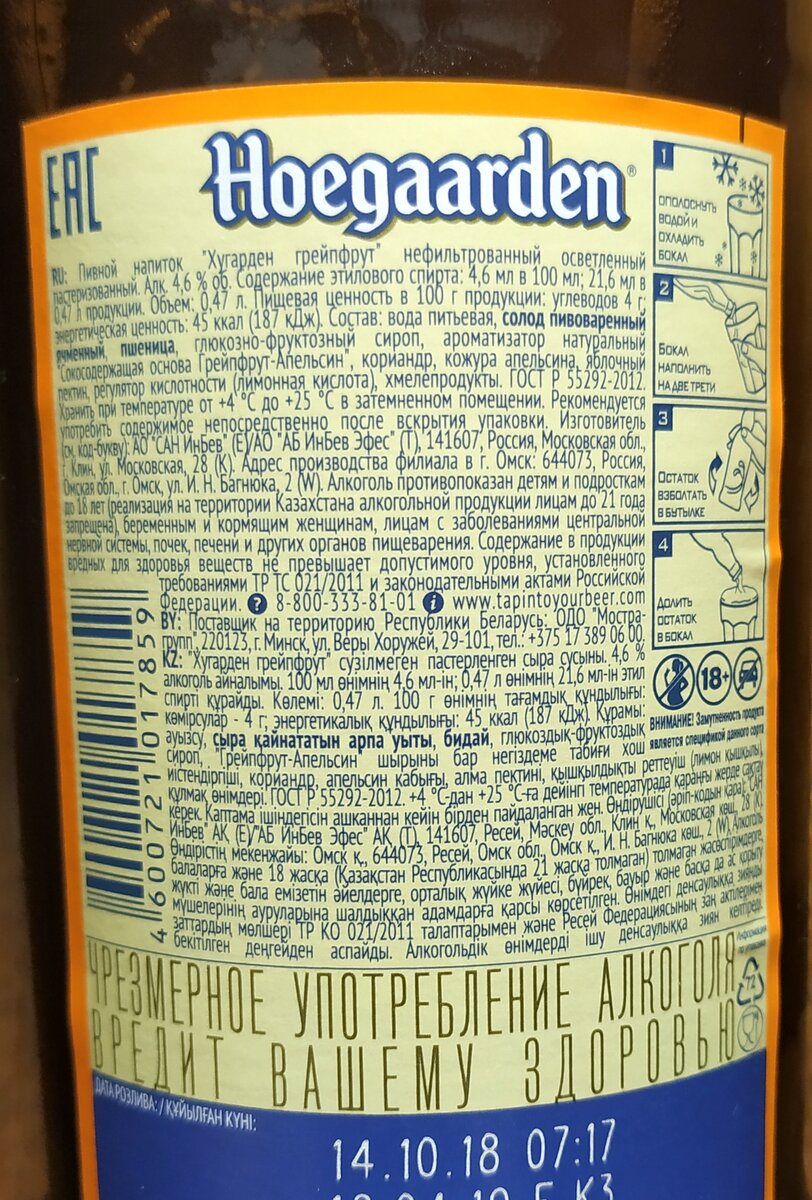 EAC
Hoegaarden®
RU: Пивной напиток "Хугарден грейпфрут" нефильтрованный осветленный
пастеризованный. Алк. 4,6 % об. Содержание этилового спирта: 4,6 мл в 100 мл; 21,6 мл в
0,47 л продукции. Объем: 0,47 л. Пищевая ценность в 100 г продукции: углеводов 4 г;
энергетическая ценность: 45 ккал (187 кДж). Состав: вода питьевая, солод пивоваренный
ячменный, пшеница, глюкозно-фруктозный сироп, ароматизатор натуральный
"Сокосодержащая основа Грейпфрут-Апельсин", кориандр, кожура апельсина, яблочный
пектин, регулятор кислотности (лимонная кислота), хмелепродукты. ГОСТ Р 55292-2012.
Хранить при температуре от +4 °С до +25 °С в затемненном помещении. Рекомендуется
употребить содержимое непосредственно после вскрытия упаковки. Изготовитель
(см. код-букву): АО "САН ИнБев" (Е)/АО "АБ ИнБев Эфес" (Т), 141607, Россия, Московская обл.,
г. Клин, ул. Московская, 28 (К). Адрес производства филиала в г. Омск: 644073, Россия,
Омская обл., г. Омск, ул. И. Н. Багнюка, 2 (W). Алкоголь противопоказан детям и подросткам
до 18 лет (реализация на территории Казахстана алкогольной продукции лицам до 21 года
запрещена), беременным и кормящим женщинам, лицам с заболеваниями центральной
нервной системы, почек, печени и других органов пищеварения. Содержание в продукции
вредных для здоровья веществ не превышает допустимого уровня, установленного
требованиями ТР ТС 021/2011 и законодательными актами Российской
Федерации. ? 8-800-333-81-01 i www.tapintoyourbeer.com
BY: Поставщик на территорию Республики Беларусь: ОДО "Мостра-
групп", 220123, г. Минск, ул. Веры Хоружей, 29-101, тел.: +375 17 389 06 00.
KZ: "Хугарден грейпфрут" сүзілмеген пастерленген сыра сусыны. 4,6 %
алкоголь айналымы. 100 мл өнімнің 4,6 мл-ін; 0,47 л өнімнің 21,6 мл-ін этил
спирті құрайды. Көлемі: 0,47 л. 100 г өнімнің тағамдық құндылығы:
көмірсулар - 4 г; энергетикалық құндылығы: 45 ккал (187 кДж). Құрамы:
ауызсу, сыра қайнататын арпа уыты, бидай, глюкоздық-фруктоздық
сироп, "Грейпфрут-Апельсин" шырыны бар негіздеме табиғи хош
иістендіргіші, кориандр, апельсин қабығы, алма пектині, қышқылдықты реттеуіш (лимон қышқылы),
құлмақ өнімдері. ГОСТ Р 55292-2012. +4 °С-дан +25 °С-ға дейінгі температурада қараңғы жерде сақтау
керек. Қаптама ішіндегісін ашқаннан кейін бірден пайдаланған жен. Өндірушісі (әріп-кодын қара): "САН
ИнБев" АҚ (Е)/"АБ ИнБев Эфес" АҚ (Т), 141607, Ресей, Мәскеу обл., Клин қ., Московская көш., 28 (К).
Өндірістің мекенжайы: Омск қ., 644073, Ресей, Омск обл., Омск қ., И. Н. Багнюка көш., 2 (W). Алкоголь
балаларға және 18 жасқа (Қазақстан Республикасында 21 жасқа толмаған) толмаған жасөспірімдерге,
жүкті және бала емізетін әйелдерге, орталық жүйке жүйесі, бүйрек, бауыр және басқа да ас қорыту
мүшелерінің ауруларына шалдыққан адамдарға қарсы көрсетілген. Өнімдегі денсаулыққа зиянды
заттардың мөлшері ТР КО 021/2011 талаптарымен және Ресей Федерациясының заң актілерімен
бекітілген деңгейден аспайды. Алкогольдік өнімдерді ішу денсаулыққа зиян келтіреді.
4 600721 017859
1
ОПОЛОСНУТЬ
ВОДОЙ И
ОХЛАДИТЬ
БОКАЛ
2
БОКАЛ
НАПОЛНИТЬ
НА ДВЕ ТРЕТИ
3
ОСТАТОК
ВЗБОЛТАТЬ
В БУТЫЛКЕ
4
ДОЛИТЬ
ОСТАТОК
В БОКАЛ
18+
ВНИМАНИЕ! Замутненность продукта
является спецификой данного сорта
Информация
по упаковке
72
ЧРЕЗМЕРНОЕ УПОТРЕБЛЕНИЕ АЛКОГОЛЯ
ВРЕДИТ ВАШЕМУ ЗДОРОВЬЮ
ДАТА РОЗЛИВА: / ҚҰЙЫЛҒАН КҮНІ:
14.10.18 07:17